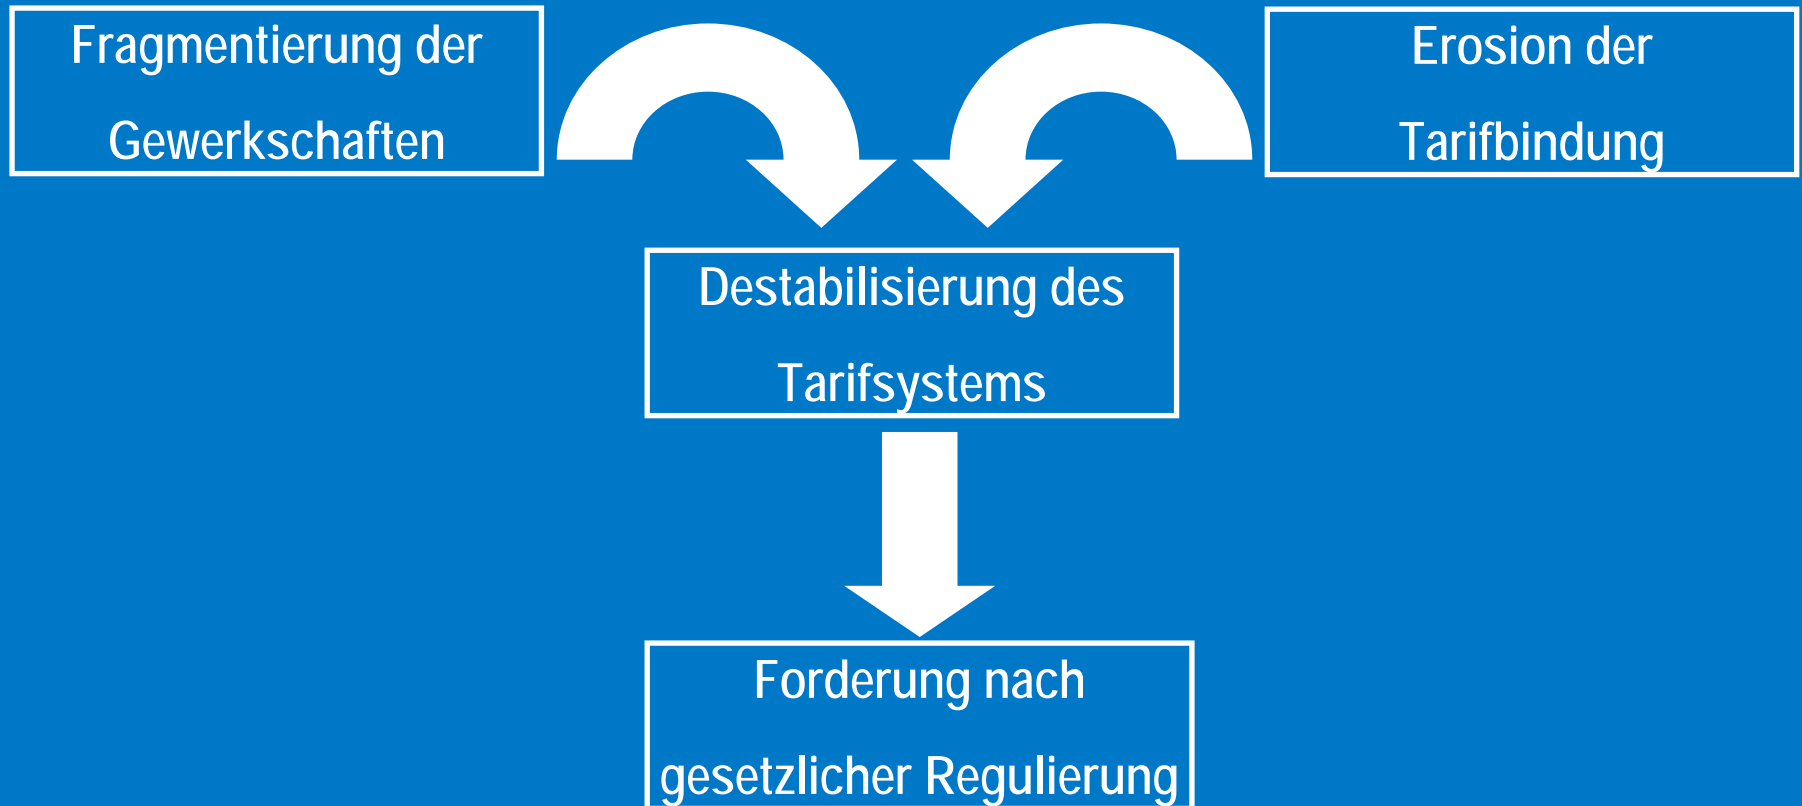 Fragmentierung der
Gewerkschaften
Erosion der
Tarifbindung
Destabilisierung des
Tarifsystems
Forderung nach
gesetzlicher Regulierung